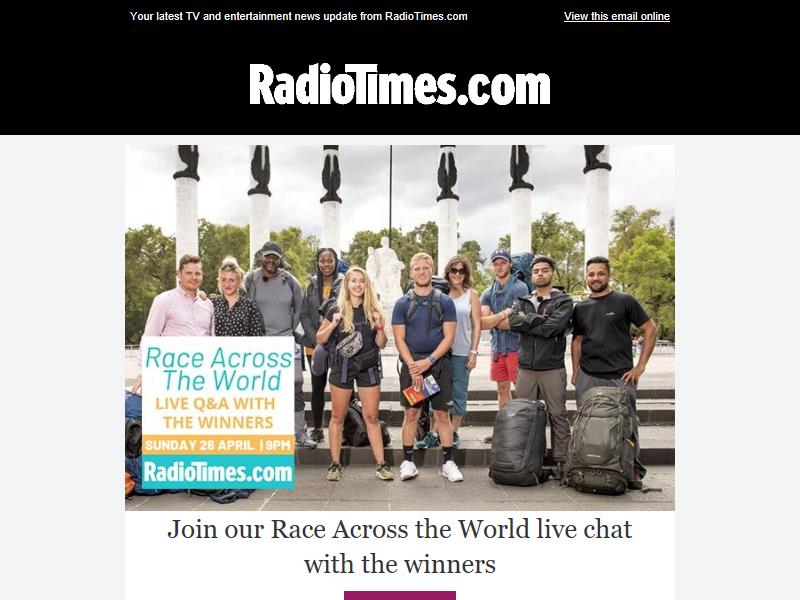 Your latest TV and entertainment news update from RadioTimes.com
View this email online
RadioTimes.com
Race Across
The World
LIVE Q&A WITH
THE WINNERS
SUNDAY 26 APRIL | 9PM
RadioTimes.com
Join our Race Across the World live chat
with the winners